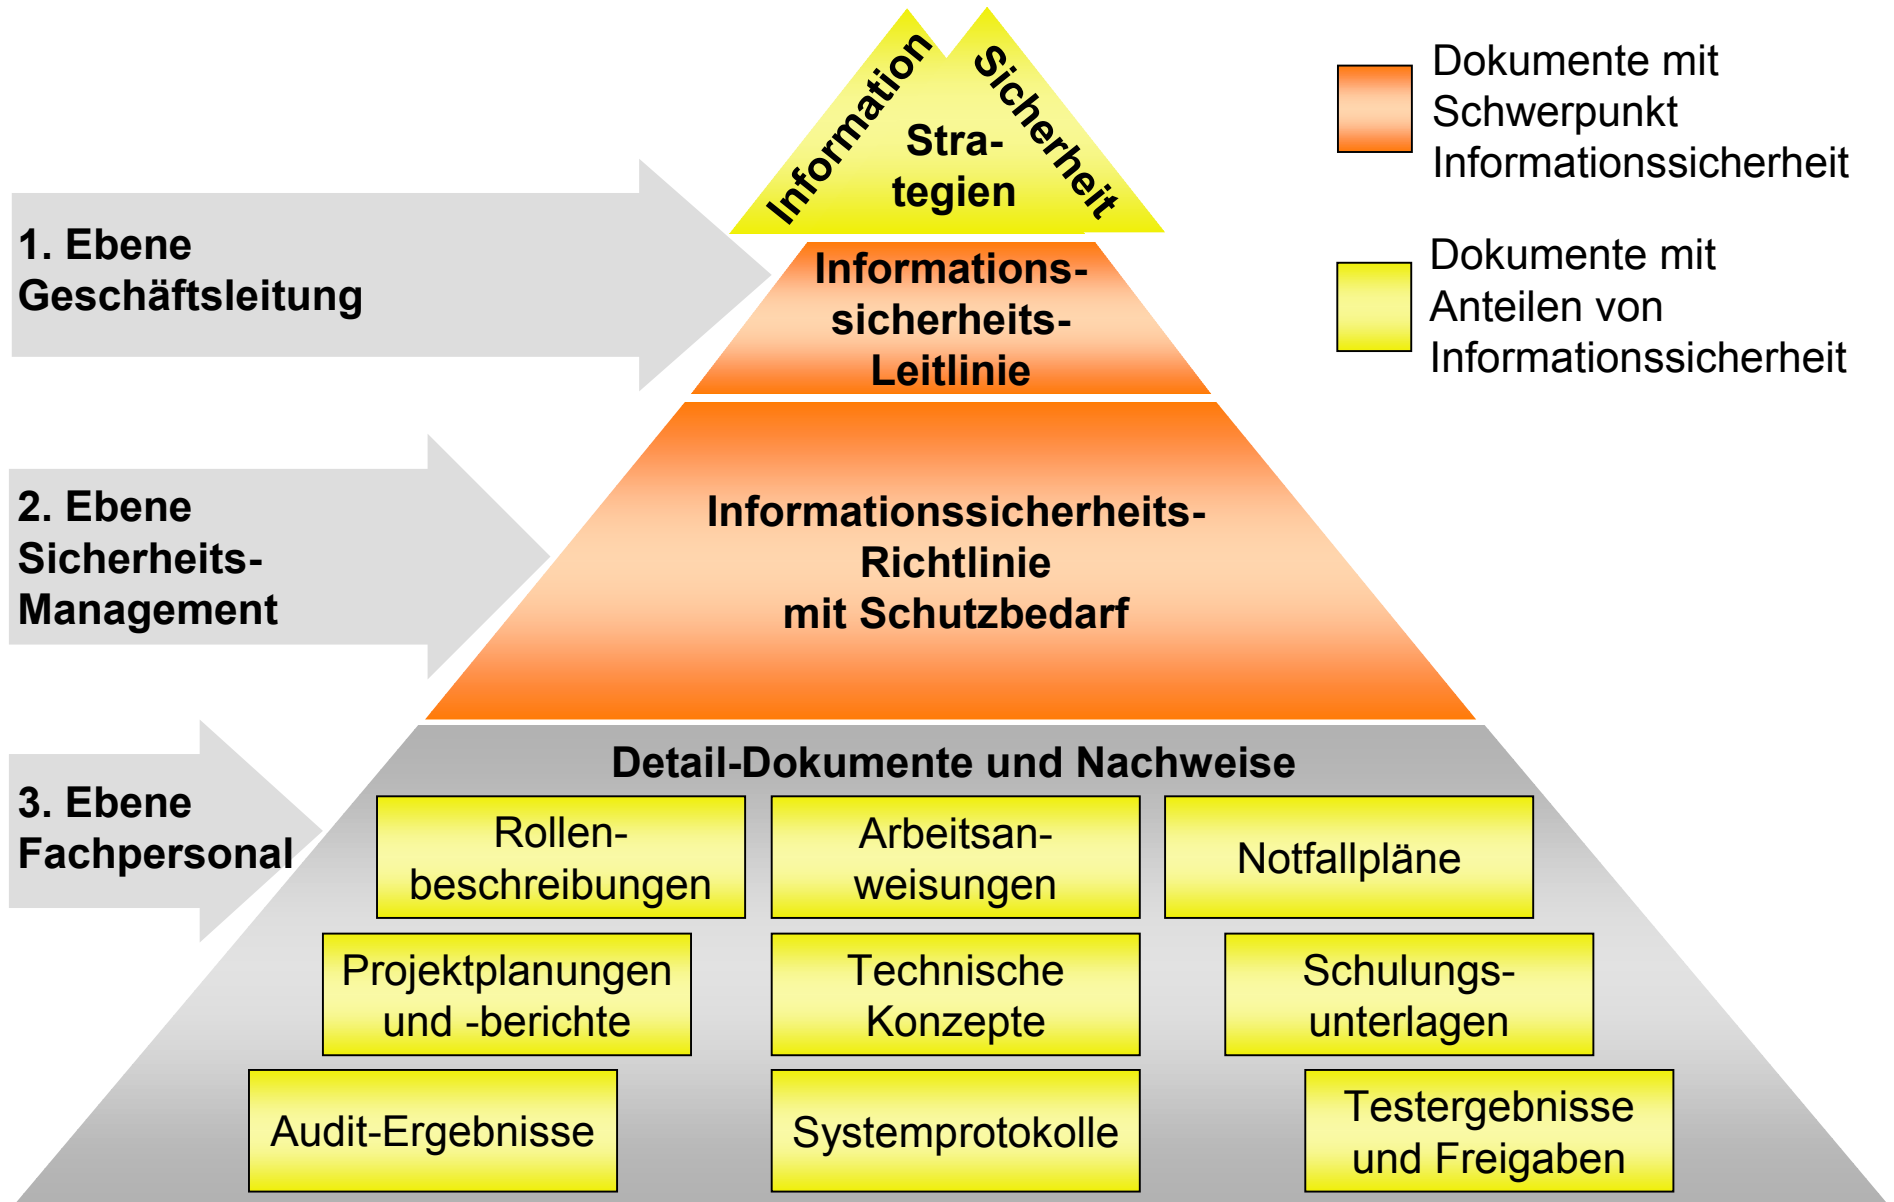 Information
Sicherheit
Stra-
tegien
Dokumente mit
Schwerpunkt
Informationssicherheit
Dokumente mit
Anteilen von
Informationssicherheit
1. Ebene
Geschäftsleitung
Informations-
sicherheits-
Leitlinie
2. Ebene
Sicherheits-
Management
Informationssicherheits-
Richtlinie
mit Schutzbedarf
3. Ebene
Fachpersonal
Detail-Dokumente und Nachweise
Rollen-
beschreibungen
Arbeitsan-
weisungen
Notfallpläne
Projektplanungen
und -berichte
Technische
Konzepte
Schulungs-
unterlagen
Audit-Ergebnisse
Systemprotokolle
Testergebnisse
und Freigaben